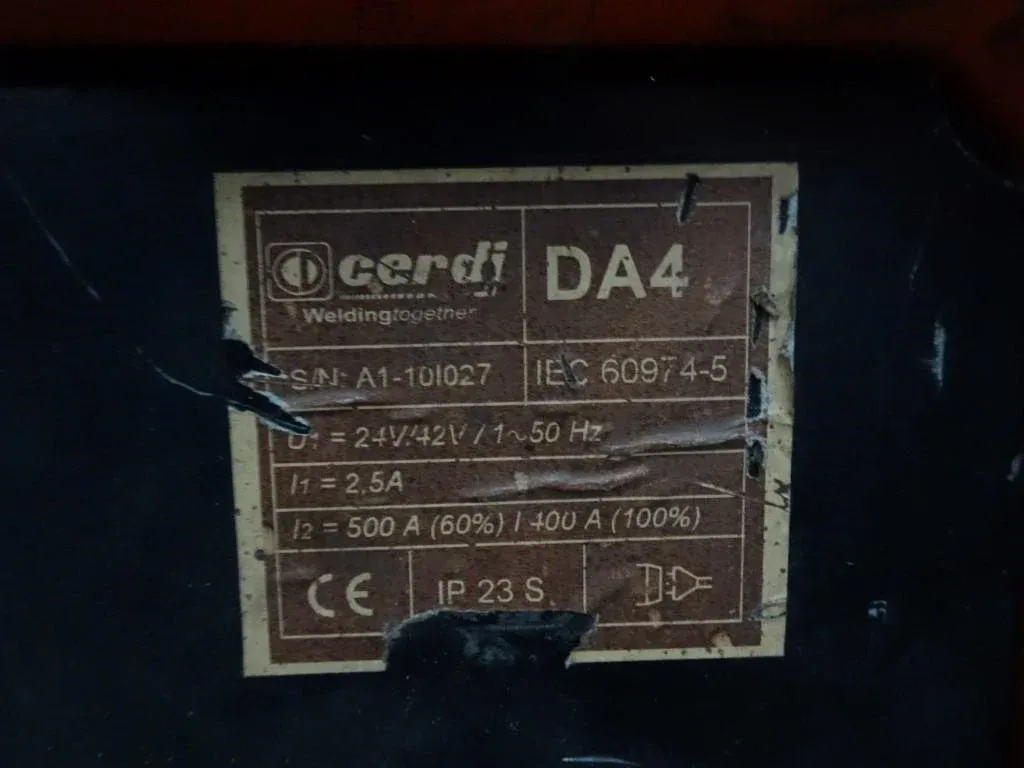 cerdi
DA4
Weldingtogether
S/N: A1-10I027
IEC 60974-5
U1 = 24V/42V / 1~50 Hz
I1 = 2,5A
I2 = 500 A (60%) / 400 A (100%)
CE
IP 23 S